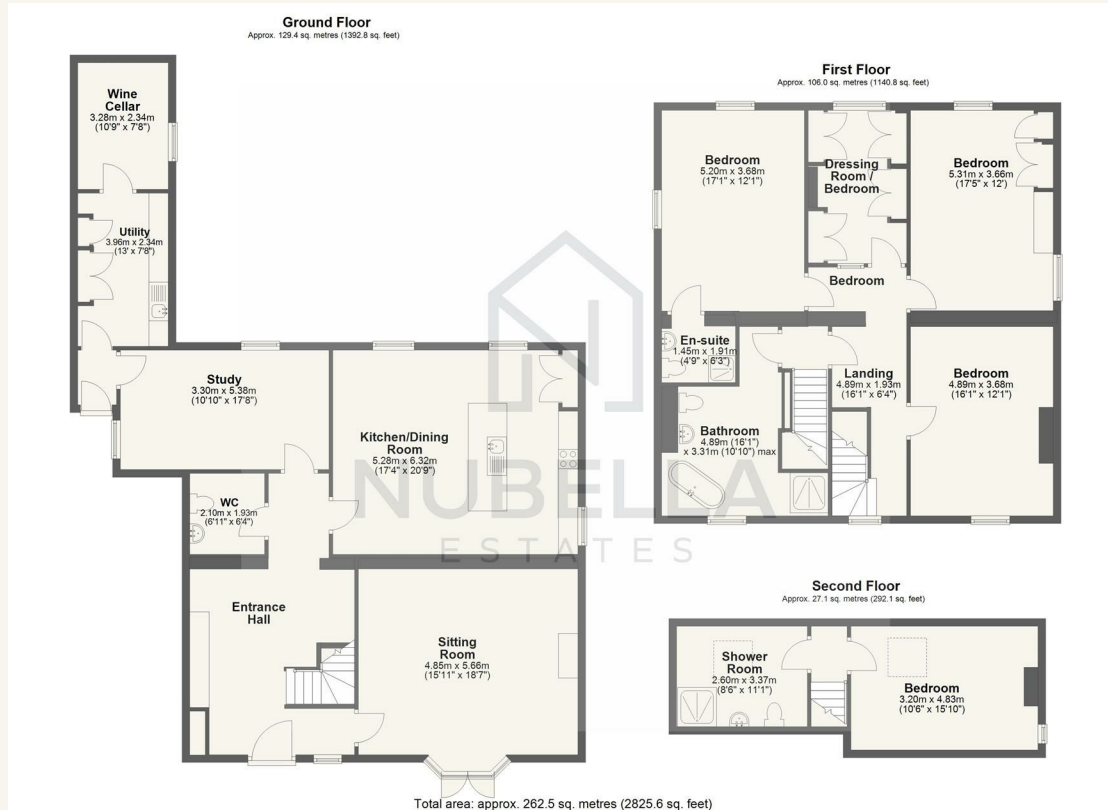 Ground Floor
Approx. 129.4 sq. metres (1392.8 sq. feet)
Wine
Cellar
3.28m x 2.34m
(10'9" x 7'8")
Utility
3.96m x 2.34m
(13' x 7'8")
Study
3.30m x 5.38m
(10'10" x 17'8")
Kitchen/Dining
Room
5.28m x 6.32m
(17'4" x 20'9")
WC
2.10m x 1.93m
(6'11" x 6'4")
Entrance
Hall
Sitting
Room
4.85m x 5.66m
(15'11" x 18'7")
First Floor
Approx. 106.0 sq. metres (1140.8 sq. feet)
Bedroom
5.20m x 3.68m
(17'1" x 12'1")
Dressing
Room /
Bedroom
Bedroom
5.31m x 3.66m
(17'5" x 12')
Bedroom
En-suite
1.45m x 1.91m
(4'9" x 6'3")
Landing
4.89m x 1.93m
(16'1" x 6'4")
Bedroom
4.89m x 3.68m
(16'1" x 12'1")
Bathroom
4.89m (16'1")
x 3.31m (10'10") max
NUBELLA
ESTATES
Second Floor
Approx. 27.1 sq. metres (292.1 sq. feet)
Shower
Room
2.60m x 3.37m
(8'6" x 11'1")
Bedroom
3.20m x 4.83m
(10'6" x 15'10")
Total area: approx. 262.5 sq. metres (2825.6 sq. feet)